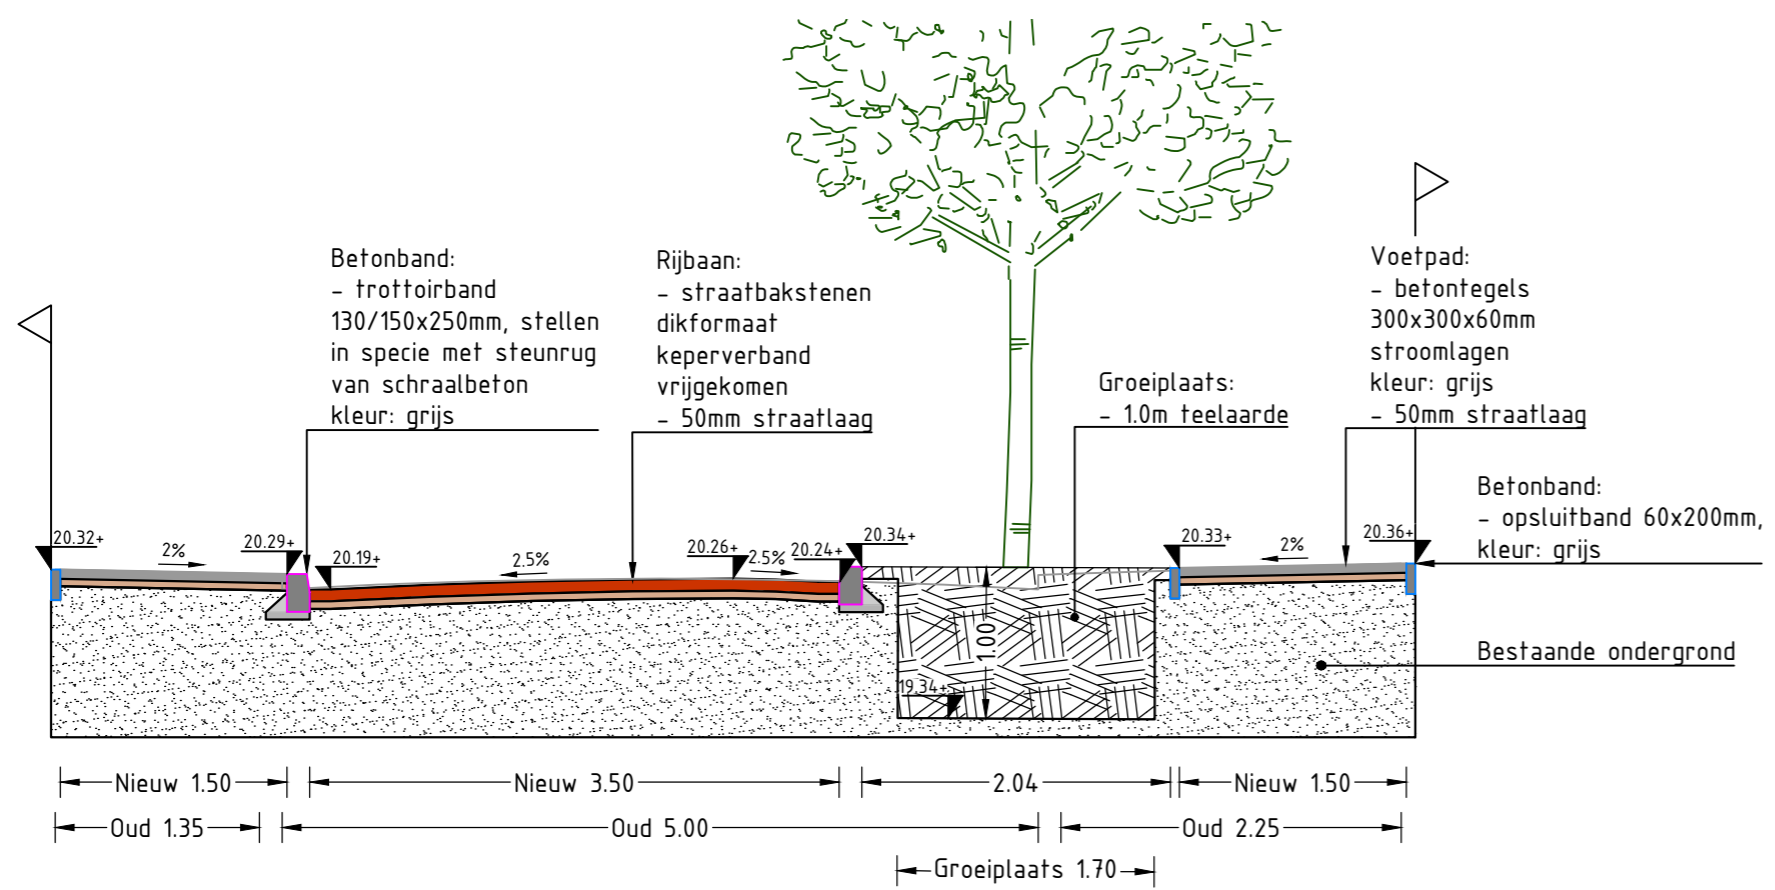 Betonband:
- trottoirband
130/150x250mm, stellen
in specie met steunrug
van schraalbeton
kleur: grijs
Rijbaan:
- straatbakstenen
dikformaat
keperverband
vrijgekomen
- 50mm straatlaag
Groeiplaats:
- 1.0m teelaarde
Voetpad:
- betontegels
300x300x60mm
stroomlagen
kleur: grijs
- 50mm straatlaag
Betonband:
- opsluitband 60x200mm,
kleur: grijs
20.32+
2%
20.29+
20.19+
2.5%
20.26+
2.5%
20.24+
20.34+
20.33+
2%
20.36+
1.00
19.34+
Bestaande ondergrond
Nieuw 1.50
Nieuw 3.50
2.04
Nieuw 1.50
Oud 1.35
Oud 5.00
Oud 2.25
Groeiplaats 1.70